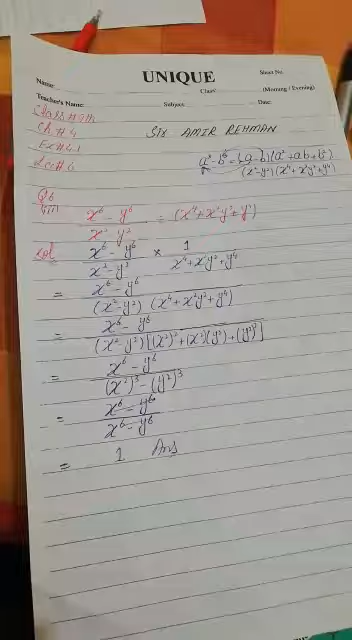 UNIQUE
Sheet No.
Name: Class: (Morning / Evening)
Teacher's Name: Subject: Date:
Class # 9th
Ch # 4
Ex # 4.1
Lec # 6
Sir AMIR REHMAN
a³-b³=(a-b)(a²+ab+b²)
(x²-y²)(x⁴+x²y²+y⁴)
Q6
(iii) x⁶-y⁶ / x²-y² ÷ (x⁴+x²y²+y⁴)
Sol x⁶-y⁶ / x²-y² × 1 / x⁴+x²y²+y⁴
= x⁶-y⁶ / (x²-y²) (x⁴+x²y²+y⁴)
= x⁶-y⁶ / (x²-y²)[(x²)²+(x²)(y²)+(y²)²]
= x⁶-y⁶ / (x²)³-(y²)³
= x⁶-y⁶ / x⁶-y⁶
= 1 Ans